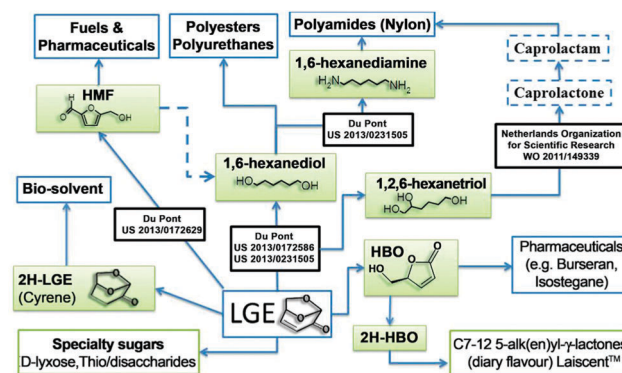 Fuels &
Pharmaceuticals
Polyesters
Polyurethanes
Polyamides (Nylon)
Caprolactam
1,6-hexanediamine
H₂N
NH₂
HMF
H
O
O
OH
Caprolactone
Du Pont
US 2013/0231505
Netherlands Organization
for Scientific Research
WO 2011/149339
1,6-hexanediol
HO
OH
1,2,6-hexanetriol
HO
OH
OH
Bio-solvent
Du Pont
US 2013/0172629
Du Pont
US 2013/0172586
US 2013/0231505
HBO
HO
O
O
Pharmaceuticals
(e.g. Burseran,
Isostegane)
2H-LGE
(Cyrene)
O
O
O
LGE
O
O
O
2H-HBO
Specialty sugars
D-lyxose,Thio/disaccharides
C7-12 5-alk(en)yl-γ-lactones
(diary flavour) Laiscent™